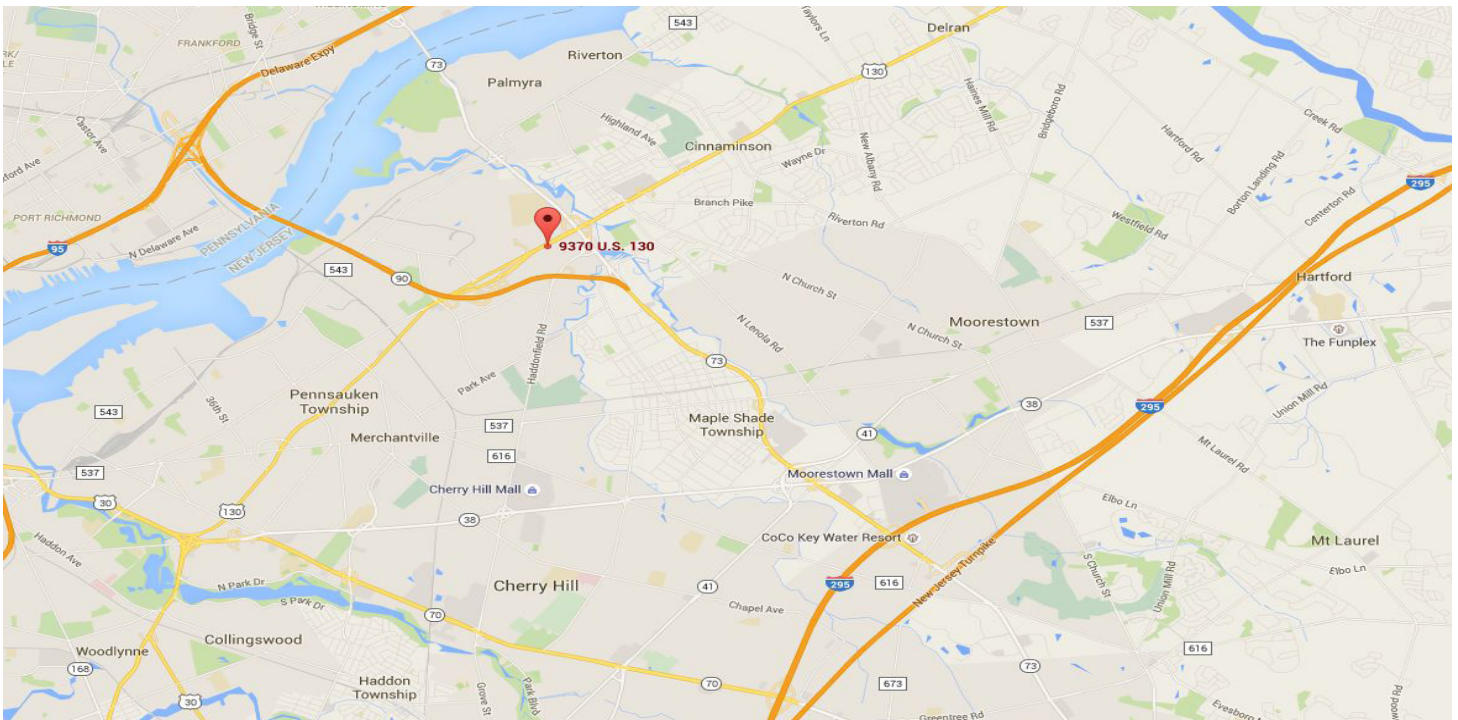 543
Delran
Taylors Ln
Bridge St
FRANKFORD
Riverton
Delaware Expy
73
130
Palmyra
Haines Mill Rd
Bridgeboro Rd
Castor Ave
Highland Ave
Creek Rd
Hartford Rd
Cinnaminson
Wayne Dr
New Albany Rd
Borton Landing Rd
295
PORT RICHMOND
N Delaware Ave
PENNSYLVANIA
NEW JERSEY
Branch Pike
Riverton Rd
Westfield Rd
Centerton Rd
95
9370 U.S. 130
543
90
N Church St
Hartford
Moorestown
537
N Lenola Rd
N Church St
The Funplex
Haddonfield Rd
73
Park Ave
Pennsauken
Township
36th St
543
Union Mill Rd
38
295
Maple Shade
Township
537
Merchantville
41
Mt Laurel Rd
616
537
Moorestown Mall
Cherry Hill Mall
30
130
38
Elbo Ln
Haddon Ave
CoCo Key Water Resort
Mt Laurel
Elbo Ln
S Church St
Union Mill Rd
N Park Dr
Cherry Hill
41
295
616
New Jersey Turnpike
S Park Dr
70
Chapel Ave
Collingswood
Woodlynne
616
168
73
Haddon
Township
70
673
30
Grove St
Park Blvd
Greentree Rd
Evesboro